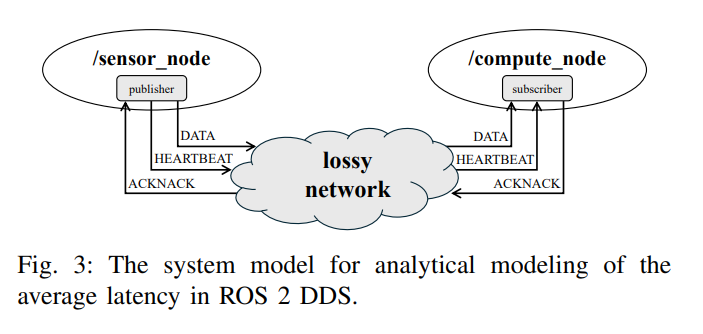 /sensor_node
/compute_node
publisher
subscriber
DATA
DATA
HEARTBEAT
lossy
HEARTBEAT
network
ACKNACK
ACKNACK
Fig. 3: The system model for analytical modeling of the
average latency in ROS 2 DDS.